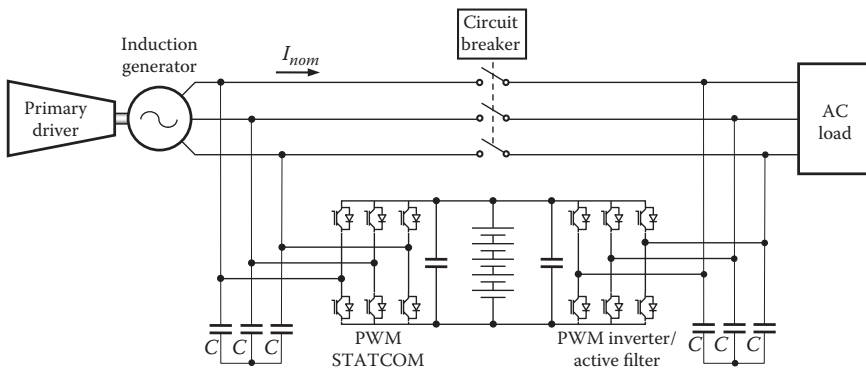 Induction
generator
I_nom
Circuit
breaker
Primary
driver
AC
load
C
C
C
PWM
STATCOM
PWM inverter/
active filter
C
C
C